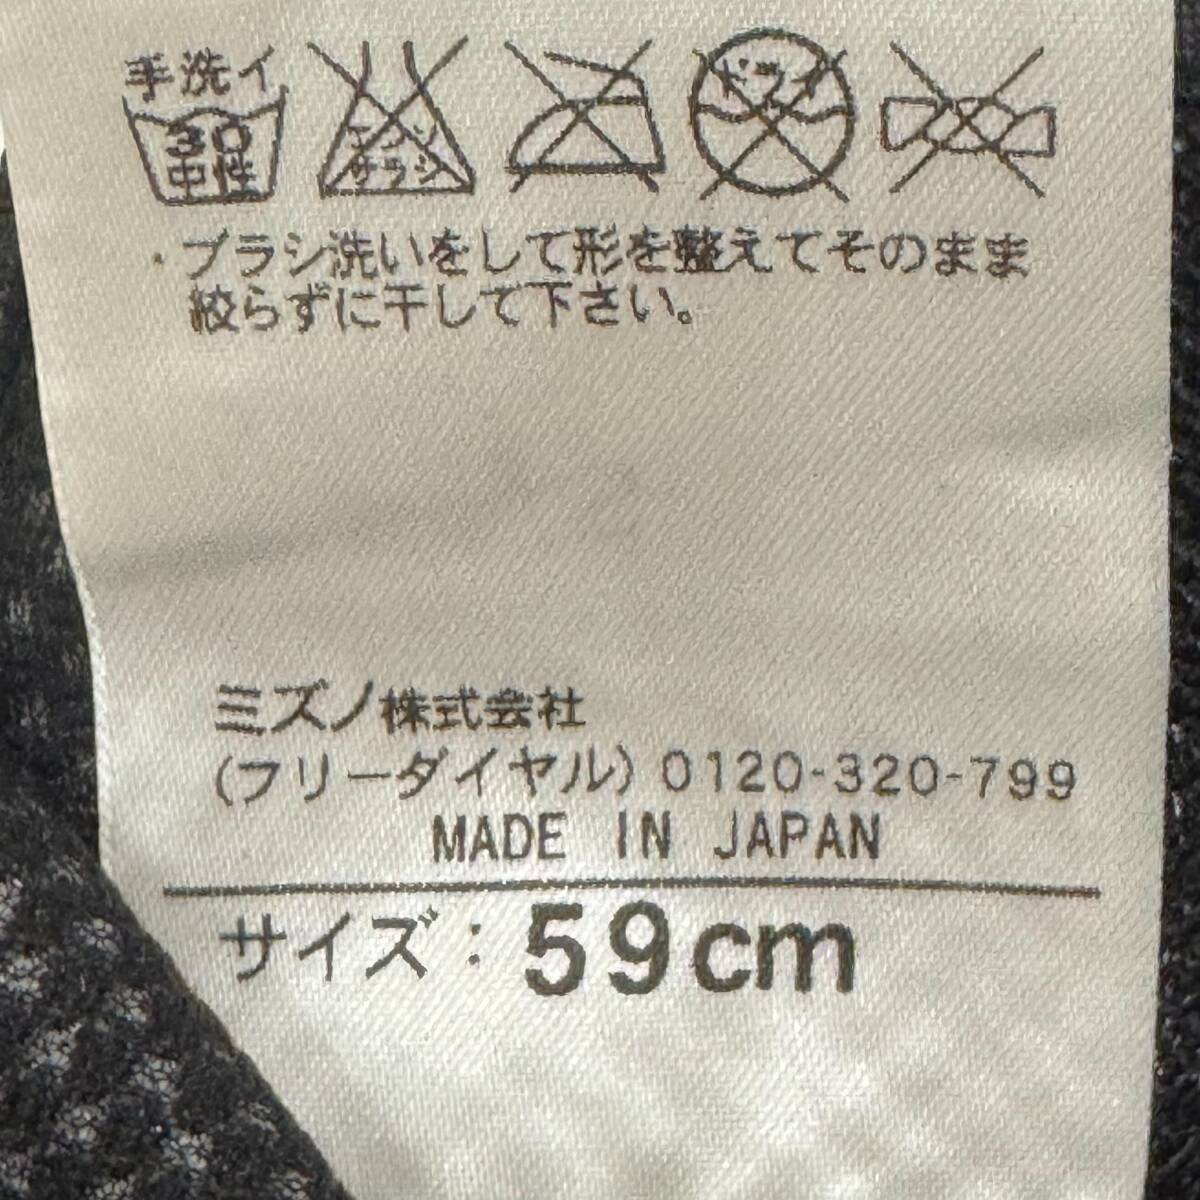 手洗イ
30
中性
エンソ
サラシ
ドライ
・ブラシ洗いをして形を整えてそのまま
絞らずに干して下さい。
ミズノ株式会社
(フリーダイヤル) 0120-320-799
MADE IN JAPAN
サイズ : 59cm